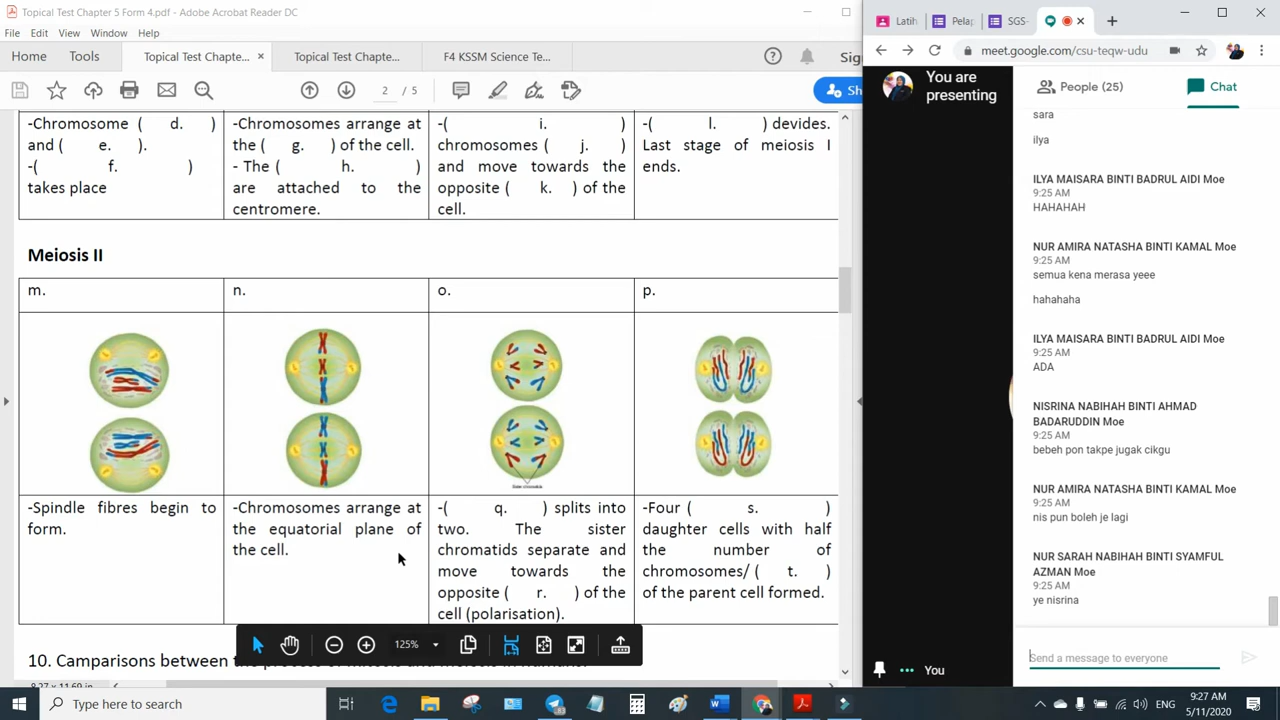 Topical Test Chapter 5 Form 4.pdf - Adobe Acrobat Reader DC
File Edit View Window Help
Home Tools Topical Test Chapte... × Topical Test Chapte... F4 KSSM Science Te... Sig
2 / 5 Sh
-Chromosome ( d. )
and ( e. ).
-( f. )
takes place
-Chromosomes arrange at
the ( g. ) of the cell.
- The ( h. )
are attached to the
centromere.
-( i. )
chromosomes ( j. )
and move towards the
opposite ( k. ) of the
cell.
-( l. ) devides.
Last stage of meiosis I
ends.
Meiosis II
m. n. o. p.
-Spindle fibres begin to
form.
-Chromosomes arrange at
the equatorial plane of
the cell.
-( q. ) splits into
two. The sister
chromatids separate and
move towards the
opposite ( r. ) of the
cell (polarisation).
-Four ( s. )
daughter cells with half
the number of
chromosomes/ ( t. )
of the parent cell formed.
125%
8.27 x 11.69 in
Latih Pelap SGS-
meet.google.com/csu-teqw-udu
You are
presenting
People (25) Chat
sara
ilya
ILYA MAISARA BINTI BADRUL AIDI Moe
9:25 AM
HAHAHAH
NUR AMIRA NATASHA BINTI KAMAL Moe
9:25 AM
semua kena merasa yeee
hahahaha
ILYA MAISARA BINTI BADRUL AIDI Moe
9:25 AM
ADA
NISRINA NABIHAH BINTI AHMAD
BADARUDDIN Moe
9:25 AM
bebeh pon takpe jugak cikgu
NUR AMIRA NATASHA BINTI KAMAL Moe
9:25 AM
nis pun boleh je lagi
NUR SARAH NABIHAH BINTI SYAMFUL
AZMAN Moe
9:25 AM
ye nisrina
Send a message to everyone
You
Type here to search
ENG
9:27 AM
5/11/2020